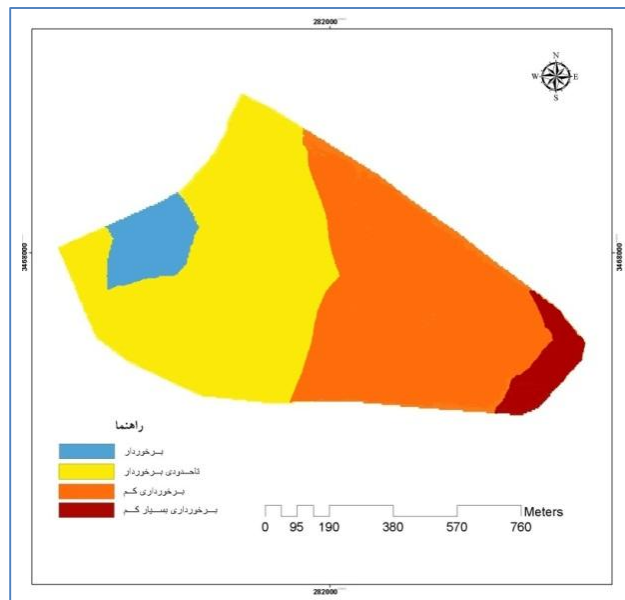 282000
N
W E
S
3468000
3468000
راهنما
برخوردار
تاحدودی برخوردار
برخورداری کم
برخورداری بسیار کم
Meters
0 95 190 380 570 760
282000